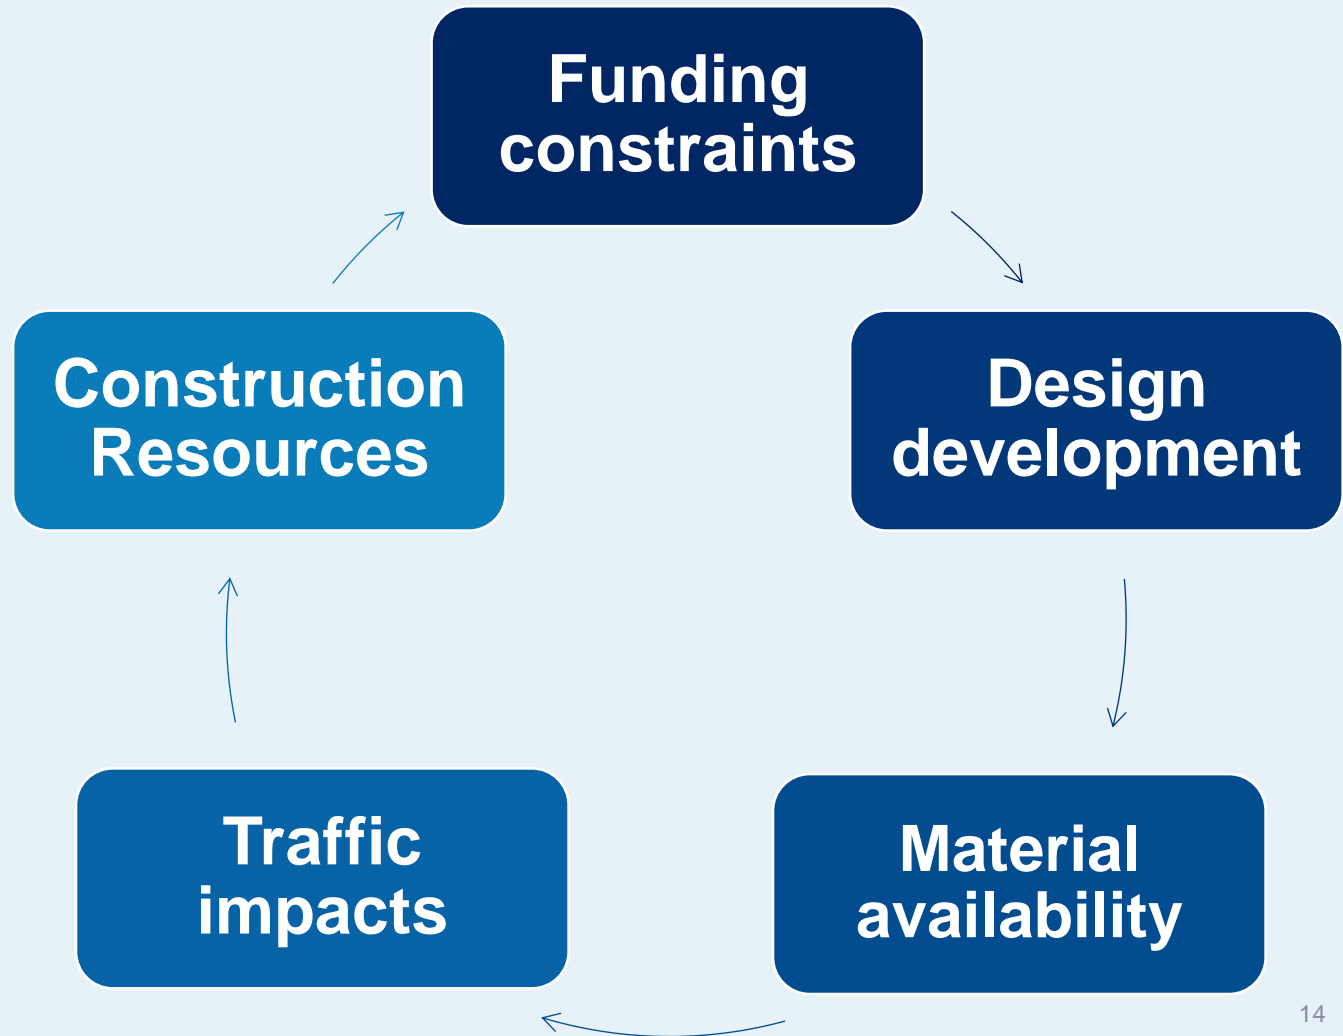 Funding
constraints
Design
development
Material
availability
Traffic
impacts
Construction
Resources
14